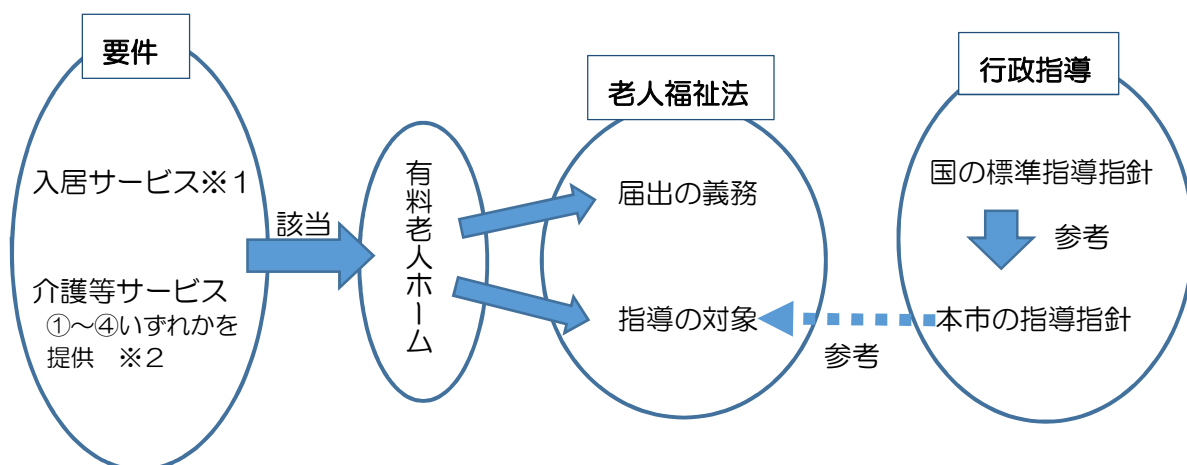 要件
入居サービス※１
介護等サービス
①～④いずれかを
提供　※２
該当
有料老人ホーム
老人福祉法
届出の義務
指導の対象
行政指導
国の標準指導指針
参考
本市の指導指針
参考